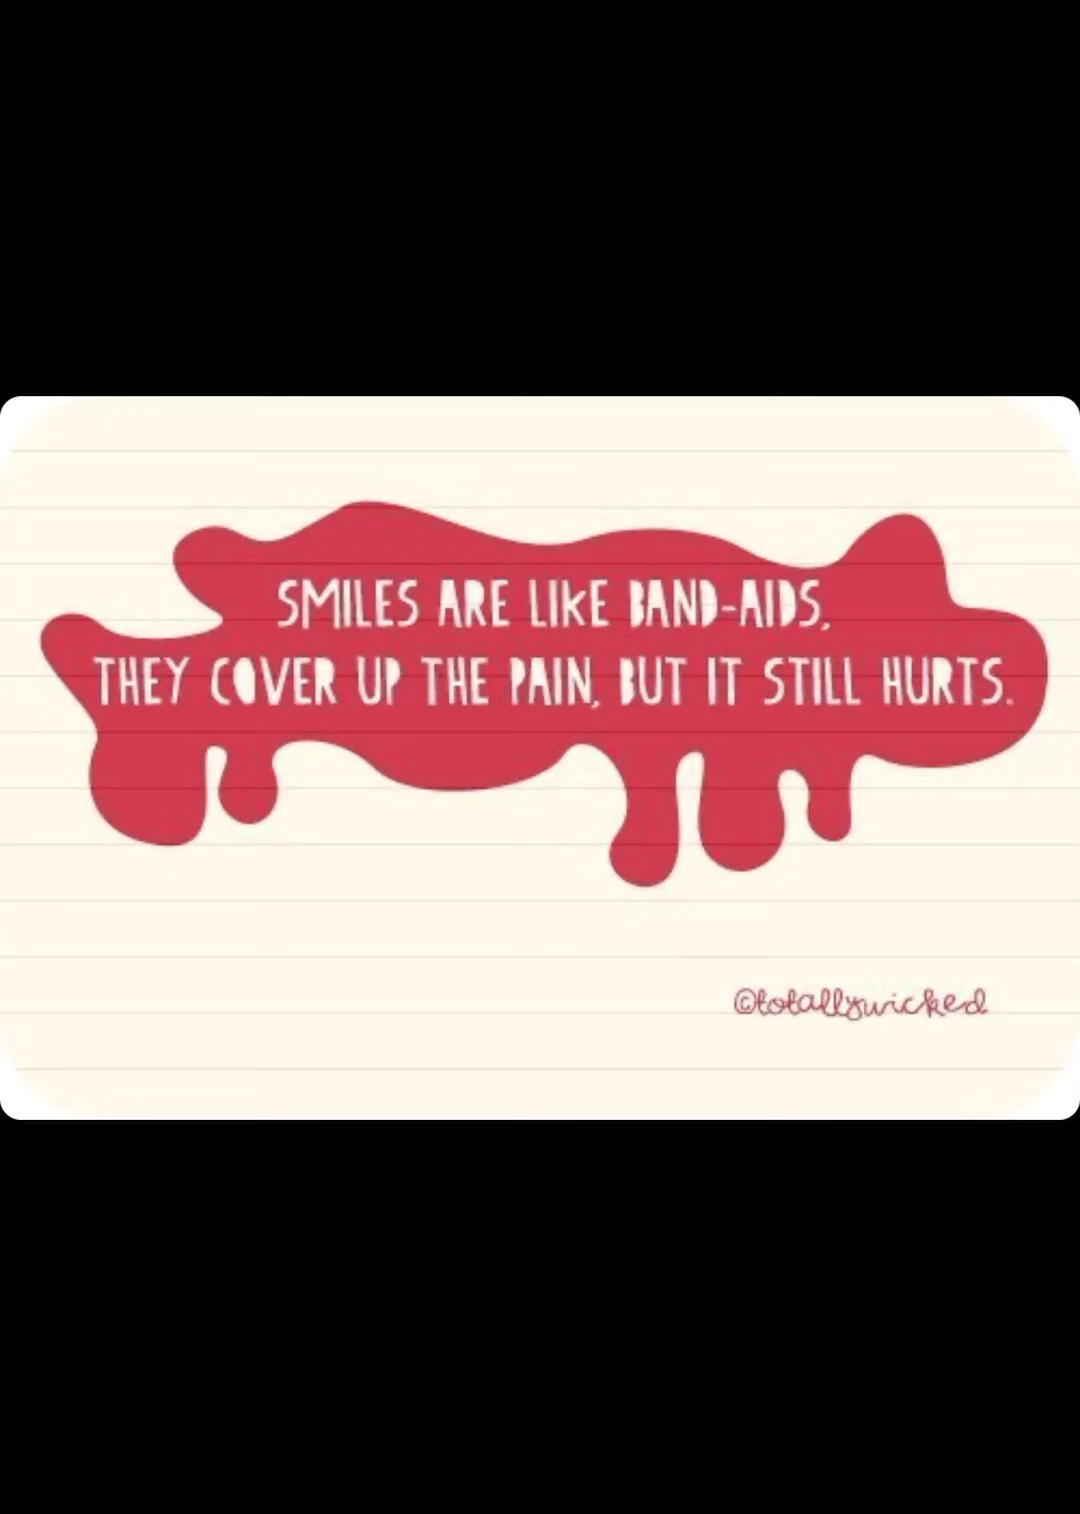 SMILES ARE LIKE BAND-AIDS,
THEY COVER UP THE PAIN, BUT IT STILL HURTS.
©totallywicked